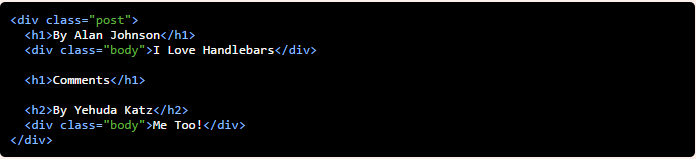 <div class="post">
  <h1>By Alan Johnson</h1>
  <div class="body">I Love Handlebars</div>

  <h1>Comments</h1>

  <h2>By Yehuda Katz</h2>
  <div class="body">Me Too!</div>
</div>